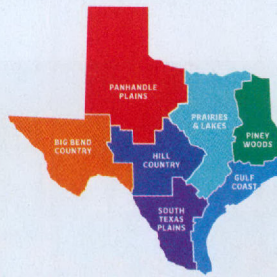 PANHANDLE
PLAINS
PRAIRIES
& LAKES
PINEY
WOODS
BIG BEND
COUNTRY
HILL
COUNTRY
GULF
COAST
SOUTH
TEXAS
PLAINS